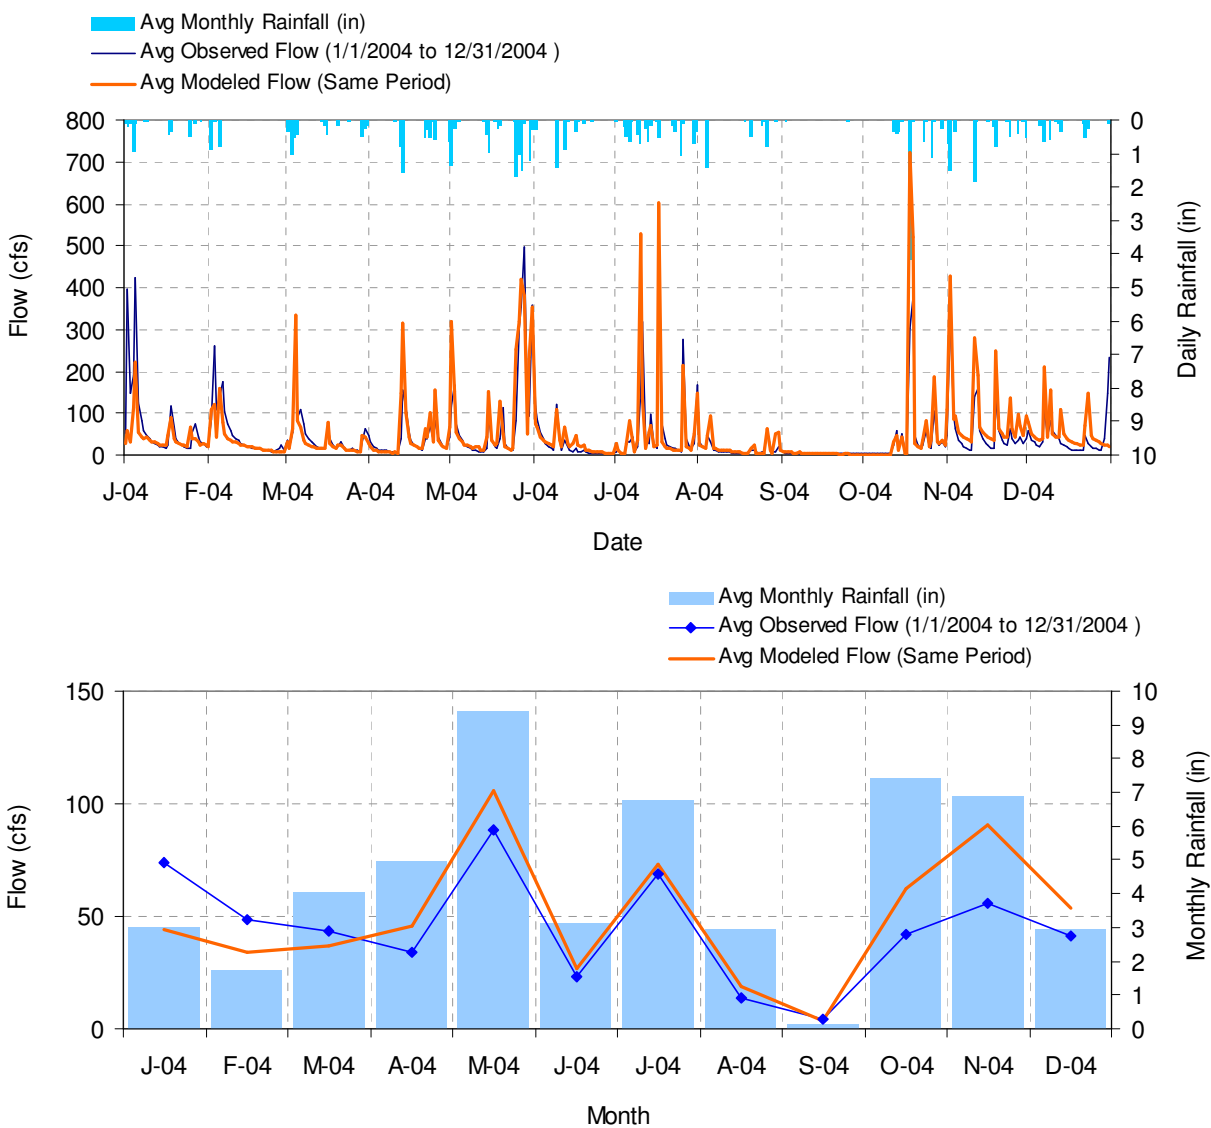 Avg Monthly Rainfall (in)
Avg Observed Flow (1/1/2004 to 12/31/2004 )
Avg Modeled Flow (Same Period)
800 0
700 1
600 2
500 3
400 4
5
300 6
200 7
100 8
9
0 10
Flow (cfs)
Daily Rainfall (in)
J-04 F-04 M-04 A-04 M-04 J-04 J-04 A-04 S-04 O-04 N-04 D-04
Date
Avg Monthly Rainfall (in)
Avg Observed Flow (1/1/2004 to 12/31/2004 )
Avg Modeled Flow (Same Period)
150 10
9
8
100 7
6
5
4
50 3
2
1
0 0
Flow (cfs)
Monthly Rainfall (in)
J-04 F-04 M-04 A-04 M-04 J-04 J-04 A-04 S-04 O-04 N-04 D-04
Month